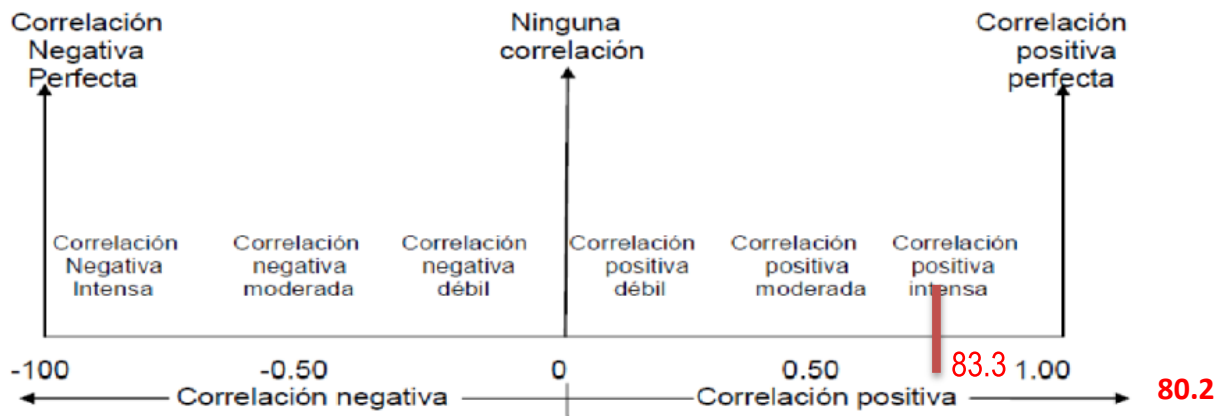 Correlación
Negativa
Perfecta
Ninguna
correlación
Correlación
positiva
perfecta
Correlación
Negativa
Intensa
Correlación
negativa
moderada
Correlación
negativa
débil
Correlación
positiva
débil
Correlación
positiva
moderada
Correlación
positiva
intensa
-100
-0.50
0
0.50
83.3
1.00
Correlación negativa
Correlación positiva
80.2